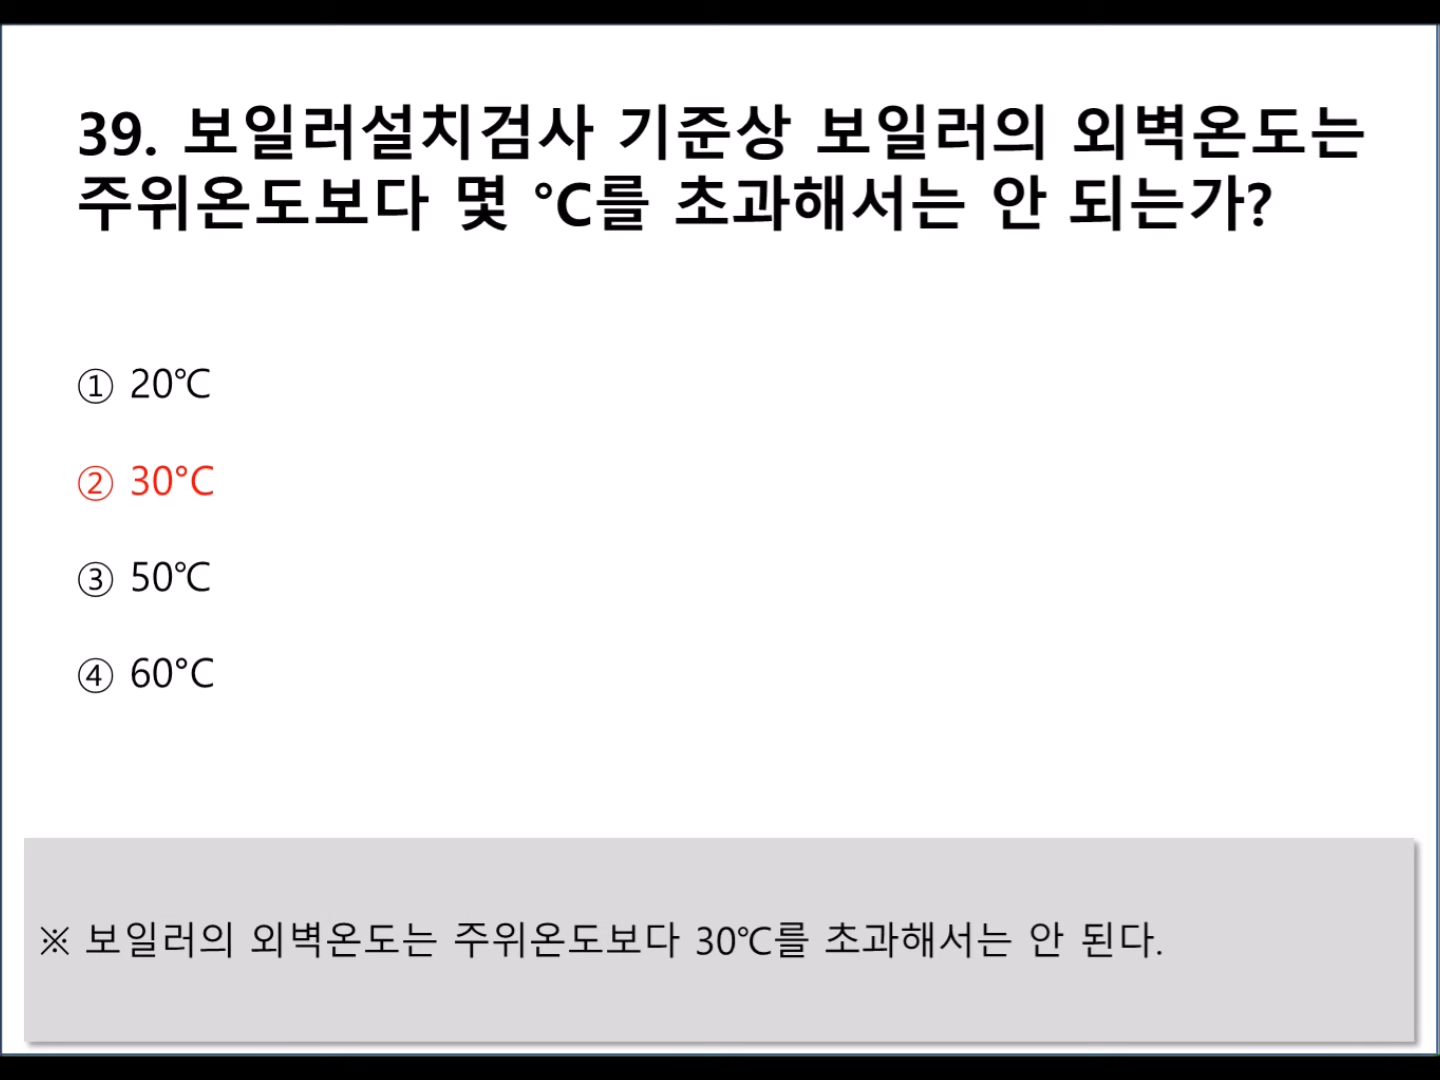 39. 보일러설치검사 기준상 보일러의 외벽온도는
주위온도보다 몇 °C를 초과해서는 안 되는가?
① 20℃
② 30°C
③ 50℃
④ 60°C
※ 보일러의 외벽온도는 주위온도보다 30℃를 초과해서는 안 된다.